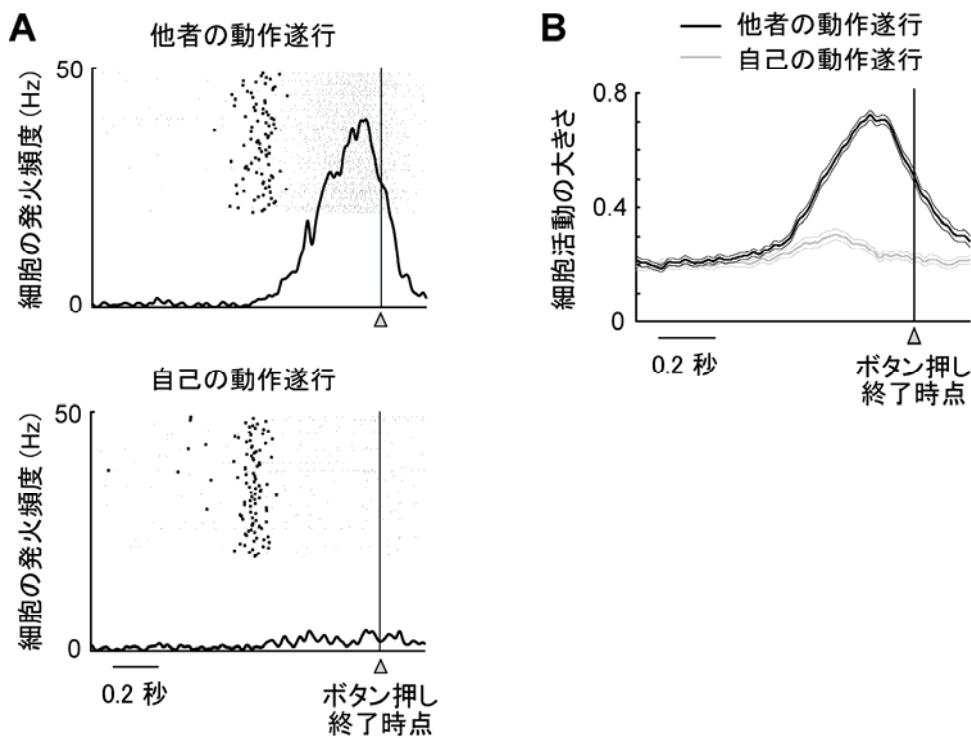 A
他者の動作遂行
細胞の発火頻度 (Hz)
50
0
自己の動作遂行
細胞の発火頻度 (Hz)
50
0
0.2 秒
ボタン押し
終了時点
B
他者の動作遂行
自己の動作遂行
細胞活動の大きさ
0.8
0.4
0
0.2 秒
ボタン押し
終了時点